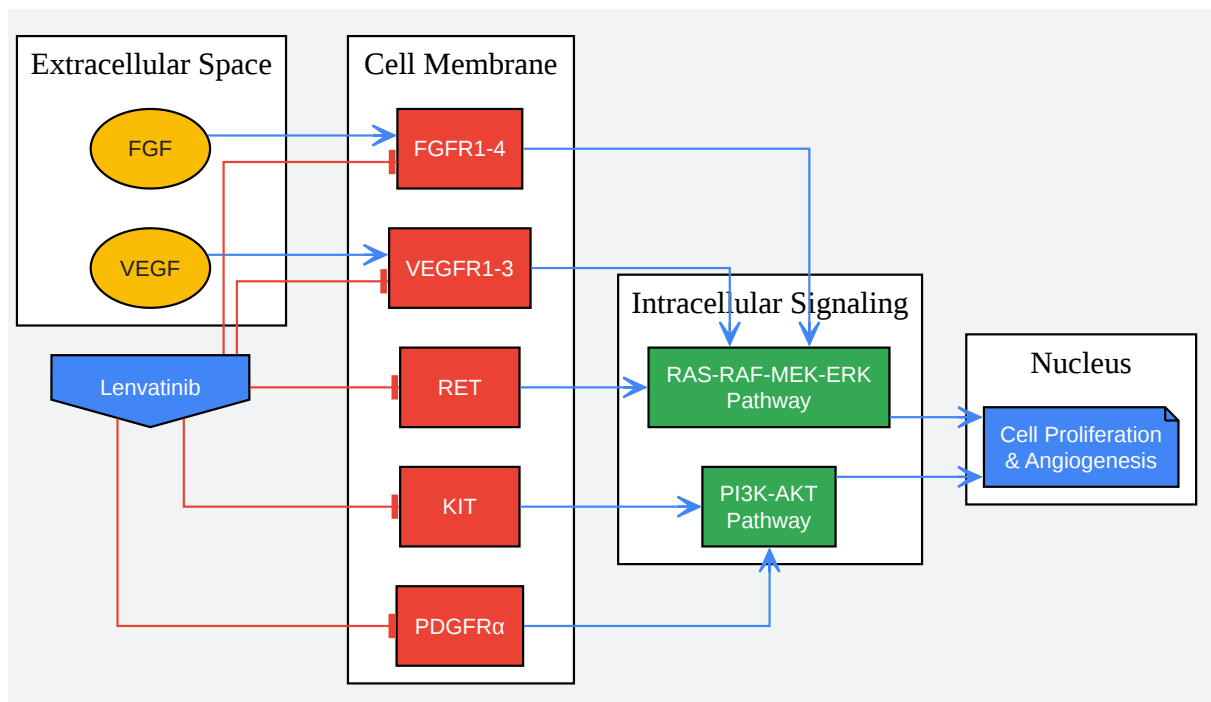 Extracellular Space
FGF
VEGF
Lenvatinib
Cell Membrane
FGFR1-4
VEGFR1-3
RET
KIT
PDGFRα
Intracellular Signaling
RAS-RAF-MEK-ERK
Pathway
PI3K-AKT
Pathway
Nucleus
Cell Proliferation
& Angiogenesis